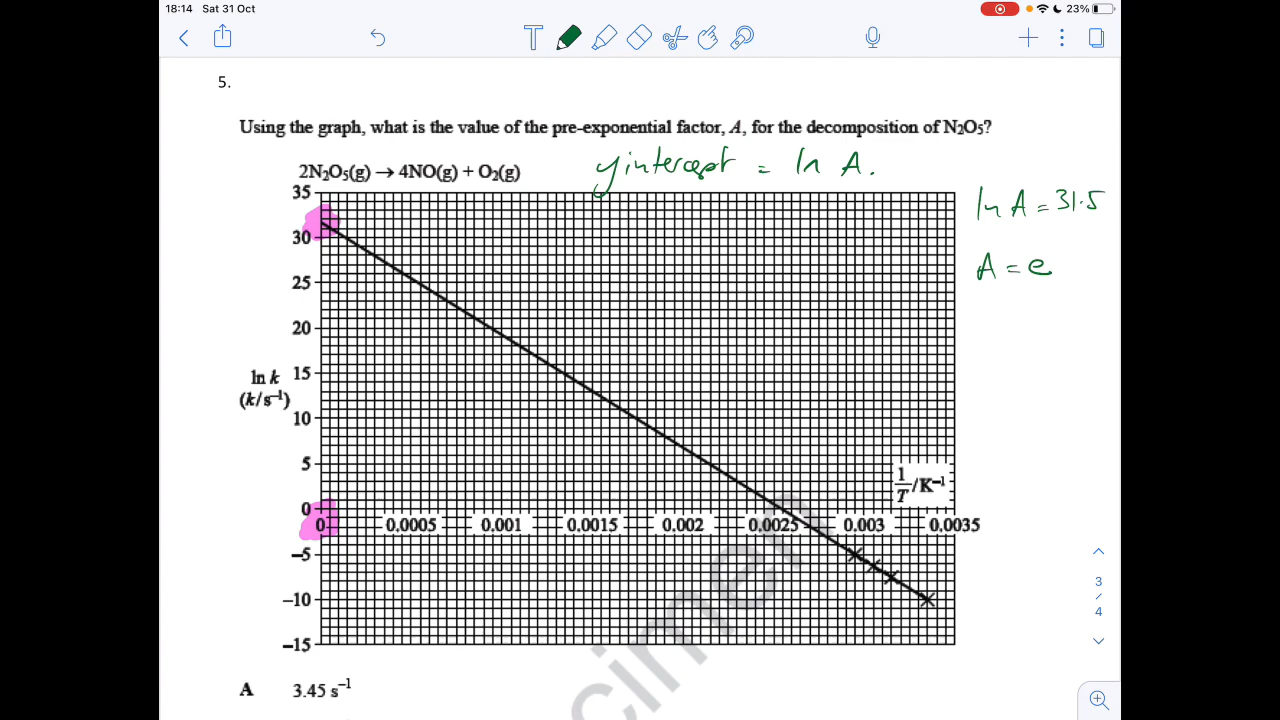 18:14 Sat 31 Oct
23%
T
5.
Using the graph, what is the value of the pre-exponential factor, A, for the decomposition of N₂O₅?
2N₂O₅(g) → 4NO(g) + O₂(g)
y intercept = ln A.
ln A = 31.5
A = e
35
30
25
20
15
10
5
0
−5
−10
−15
ln k
(k/s⁻¹)
1/T /K⁻¹
0 0.0005 0.001 0.0015 0.002 0.0025 0.003 0.0035
cimen
3
4
A 3.45 s⁻¹